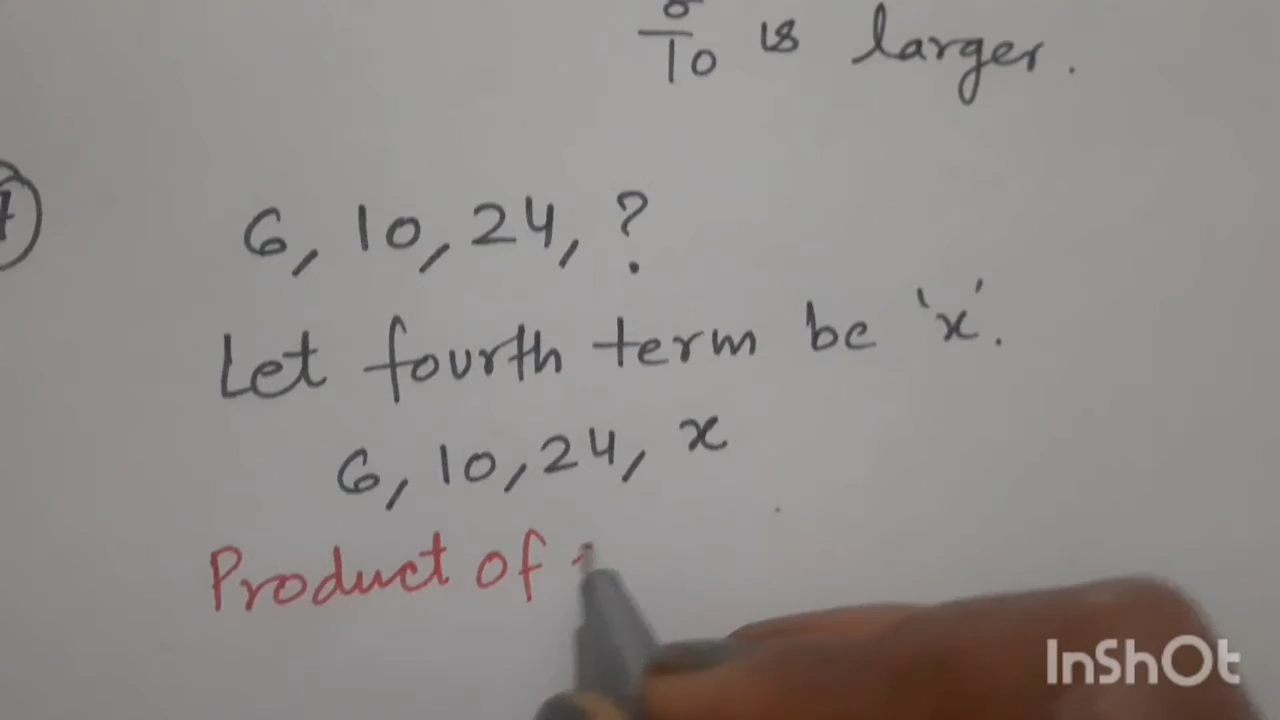 10 is larger.
6, 10, 24, ?
Let fourth term be 'x'.
6, 10, 24, x
Product of
InShOt